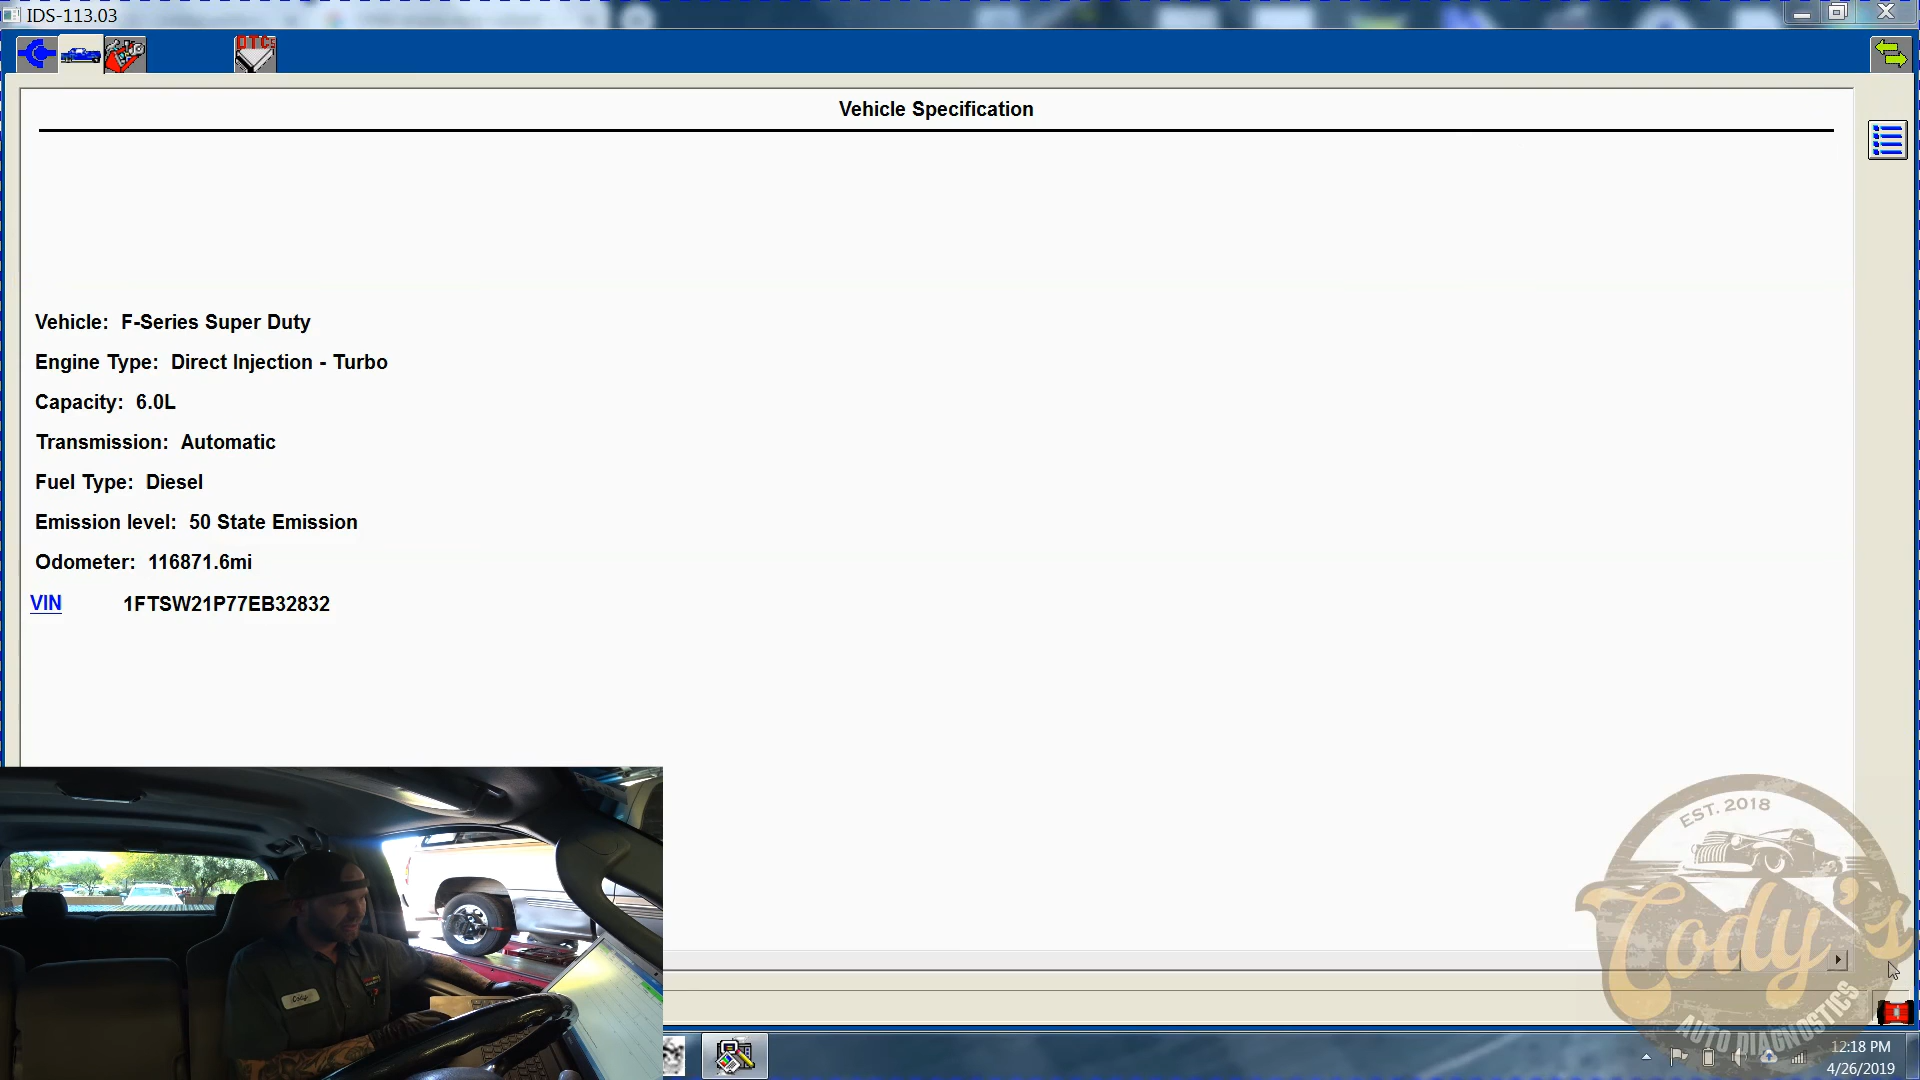 IDS-113.03
DTCs
Vehicle Specification
Vehicle: F-Series Super Duty
Engine Type: Direct Injection - Turbo
Capacity: 6.0L
Transmission: Automatic
Fuel Type: Diesel
Emission level: 50 State Emission
Odometer: 116871.6mi
VIN 1FTSW21P77EB32832
EST. 2018
Cody's
AUTO DIAGNOSTICS
Cody
12:18 PM
4/26/2019